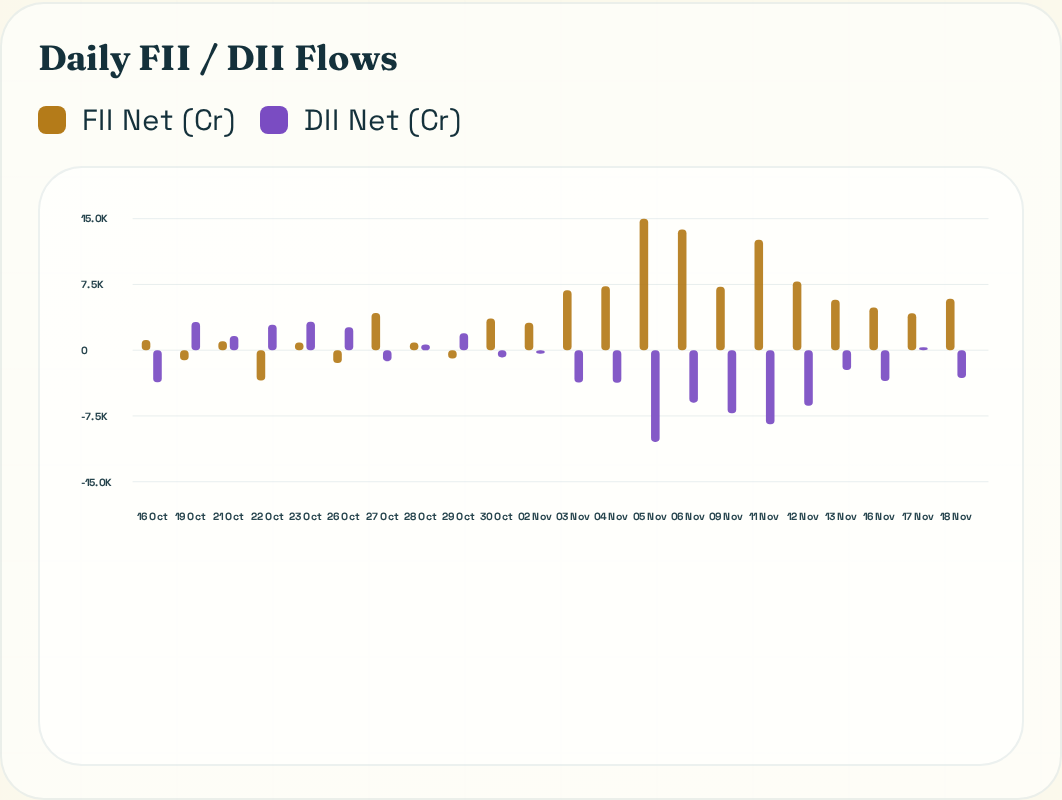 Daily FII / DII Flows
FII Net (Cr) DII Net (Cr)
15.0K
7.5K
0
-7.5K
-15.0K
16 Oct 19 Oct 21 Oct 22 Oct 23 Oct 26 Oct 27 Oct 28 Oct 29 Oct 30 Oct 02 Nov 03 Nov 04 Nov 05 Nov 06 Nov 09 Nov 11 Nov 12 Nov 13 Nov 16 Nov 17 Nov 18 Nov